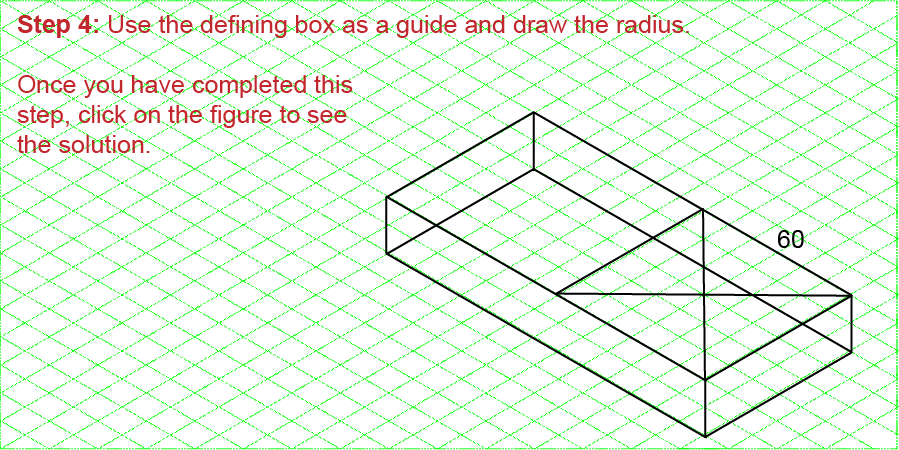 Step 4: Use the defining box as a guide and draw the radius.
Once you have completed this
step, click on the figure to see
the solution.
60